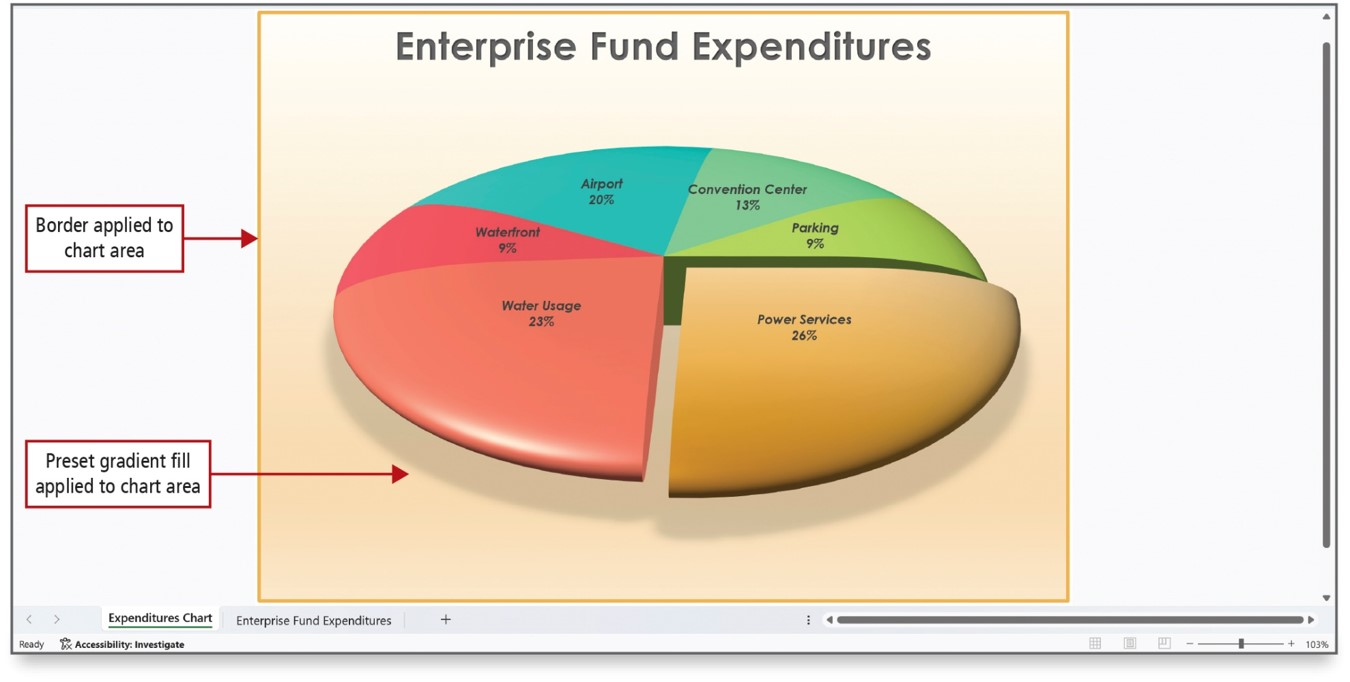 Enterprise Fund Expenditures
Airport
20%
Convention Center
13%
Waterfront
9%
Parking
9%
Water Usage
23%
Power Services
26%
Border applied to
chart area
Preset gradient fill
applied to chart area
Expenditures Chart
Enterprise Fund Expenditures
+
Ready
Accessibility: Investigate
103%